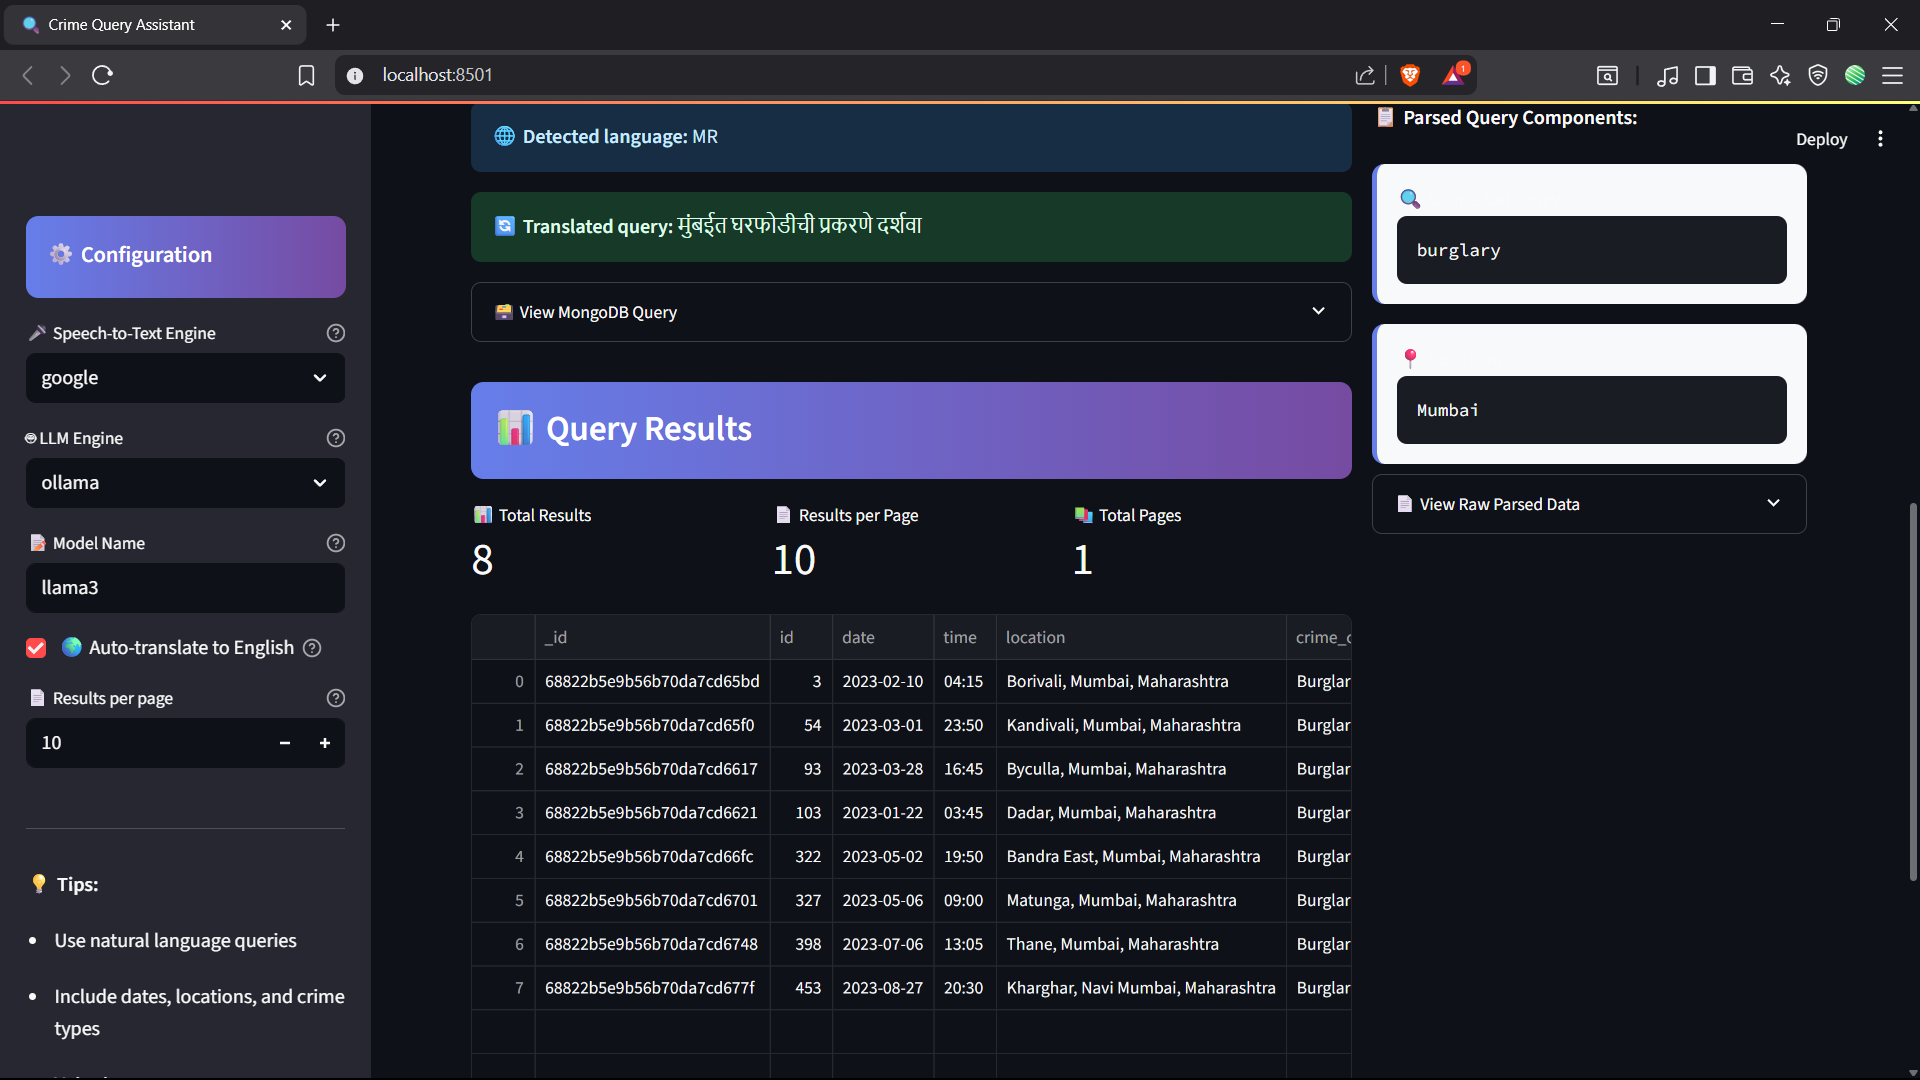 Crime Query Assistant
localhost:8501
1
Deploy
Configuration
Speech-to-Text Engine
google
LLM Engine
ollama
Model Name
llama3
Auto-translate to English
Results per page
10
Tips:
Use natural language queries
Include dates, locations, and crime
types
Detected language: MR
Translated query: मुंबईत घरफोडीची प्रकरणे दर्शवा
View MongoDB Query
Query Results
Total Results Results per Page Total Pages
8 10 1
_id id date time location crime_c
0 68822b5e9b56b70da7cd65bd 3 2023-02-10 04:15 Borivali, Mumbai, Maharashtra Burglar
1 68822b5e9b56b70da7cd65f0 54 2023-03-01 23:50 Kandivali, Mumbai, Maharashtra Burglar
2 68822b5e9b56b70da7cd6617 93 2023-03-28 16:45 Byculla, Mumbai, Maharashtra Burglar
3 68822b5e9b56b70da7cd6621 103 2023-01-22 03:45 Dadar, Mumbai, Maharashtra Burglar
4 68822b5e9b56b70da7cd66fc 322 2023-05-02 19:50 Bandra East, Mumbai, Maharashtra Burglar
5 68822b5e9b56b70da7cd6701 327 2023-05-06 09:00 Matunga, Mumbai, Maharashtra Burglar
6 68822b5e9b56b70da7cd6748 398 2023-07-06 13:05 Thane, Mumbai, Maharashtra Burglar
7 68822b5e9b56b70da7cd677f 453 2023-08-27 20:30 Kharghar, Navi Mumbai, Maharashtra Burglar
Parsed Query Components:
burglary
Mumbai
View Raw Parsed Data